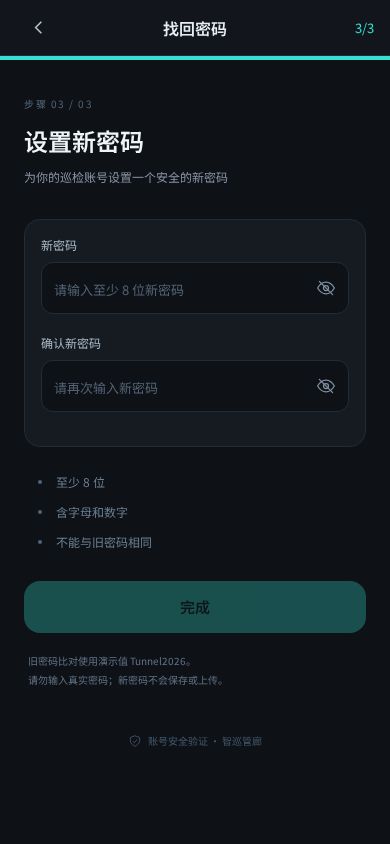 找回密码
3/3
步骤 03 / 03
设置新密码
为你的巡检账号设置一个安全的新密码
新密码
请输入至少 8 位新密码
确认新密码
请再次输入新密码
至少 8 位
含字母和数字
不能与旧密码相同
完成
旧密码比对使用演示值 Tunnel2026。
请勿输入真实密码；新密码不会保存或上传。
账号安全验证 · 智巡管廊